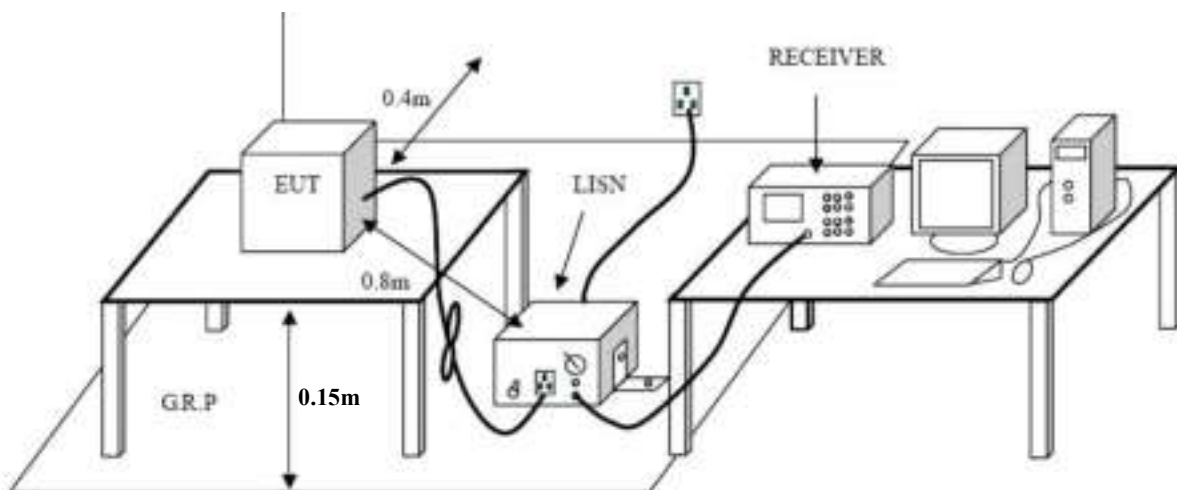 RECEIVER
0.4m
EUT
LISN
0.8m
G.R.P
0.15m